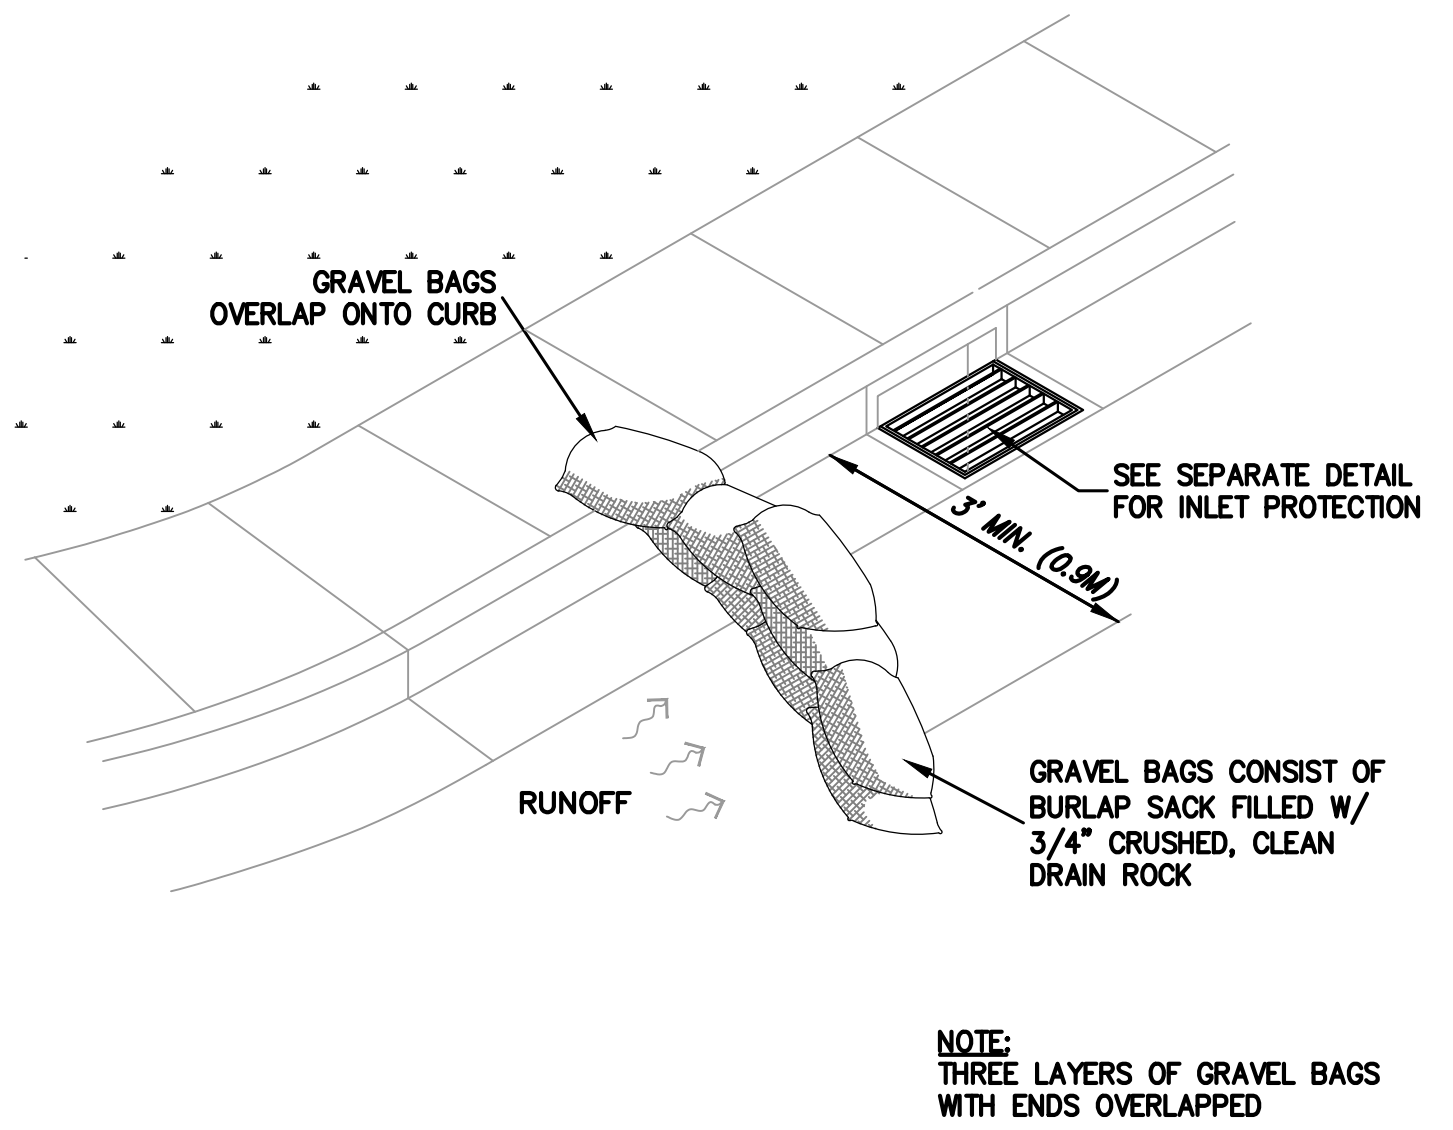 GRAVEL BAGS
OVERLAP ONTO CURB
SEE SEPARATE DETAIL
FOR INLET PROTECTION
3' MIN. (0.9M)
RUNOFF
GRAVEL BAGS CONSIST OF
BURLAP SACK FILLED W/
3/4" CRUSHED, CLEAN
DRAIN ROCK
NOTE:
THREE LAYERS OF GRAVEL BAGS
WITH ENDS OVERLAPPED